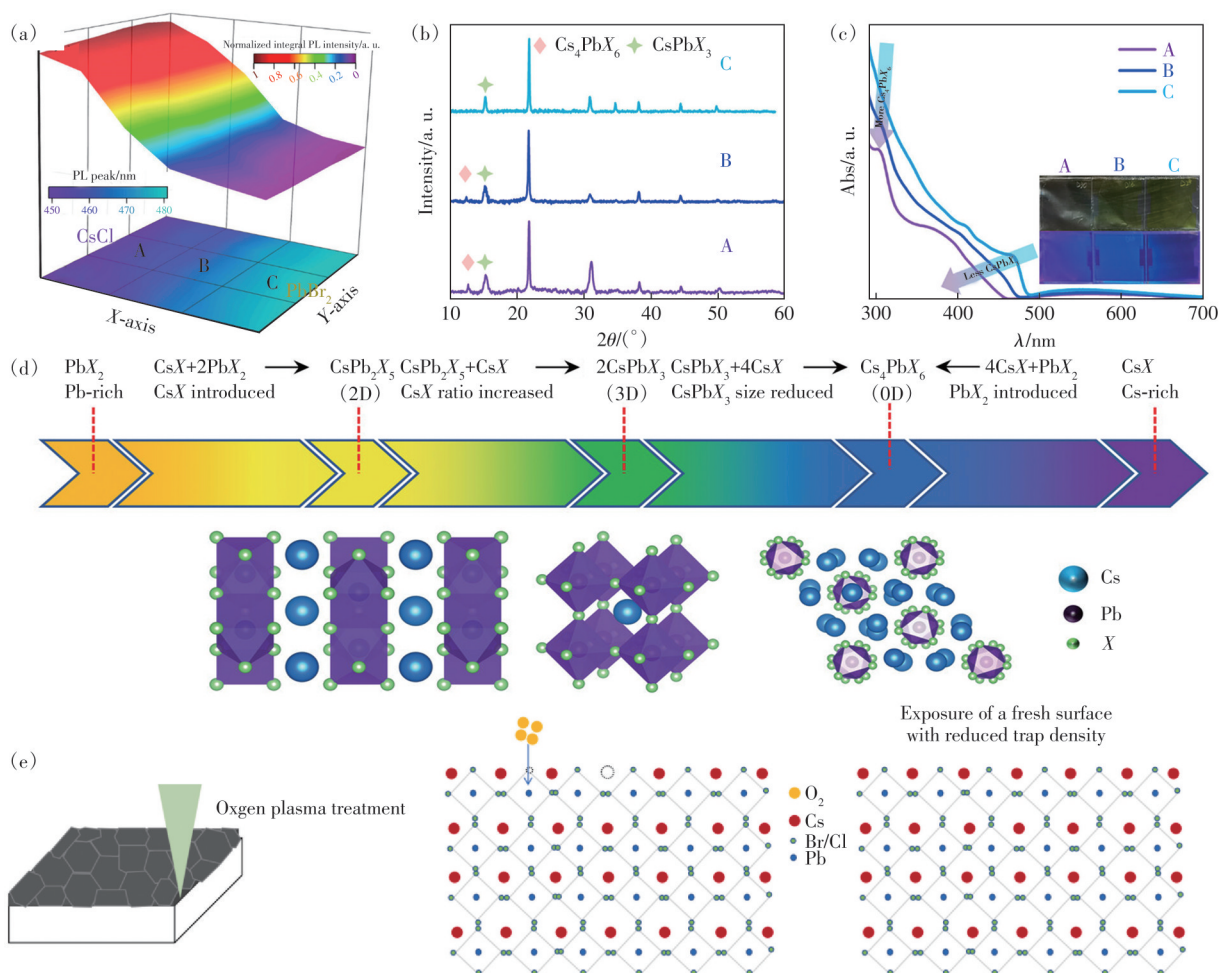 (a)
Normalized integral PL intensity/a. u.
1 0.8 0.6 0.4 0.2 0
PL peak/nm
450 460 470 480
CsCl
A
B
C
PbBr₂
X-axis
Y-axis
(b)
Cs₄PbX₆ CsPbX₃
C
B
A
Intensity/a. u.
10 20 30 40 50 60
2θ/(°)
(c)
A
B
C
More Cs₄PbX₆
Less CsPbX₃
A B C
Abs/a. u.
300 400 500 600 700
λ/nm
(d)
PbX₂ CsX+2PbX₂ CsPb₂X₅ CsPb₂X₅+CsX 2CsPbX₃ CsPbX₃+4CsX Cs₄PbX₆ 4CsX+PbX₂ CsX
Pb-rich CsX introduced (2D) CsX ratio increased (3D) CsPbX₃ size reduced (0D) PbX₂ introduced Cs-rich
Cs
Pb
X
(e)
Oxgen plasma treatment
O₂
Cs
Br/Cl
Pb
Exposure of a fresh surface
with reduced trap density